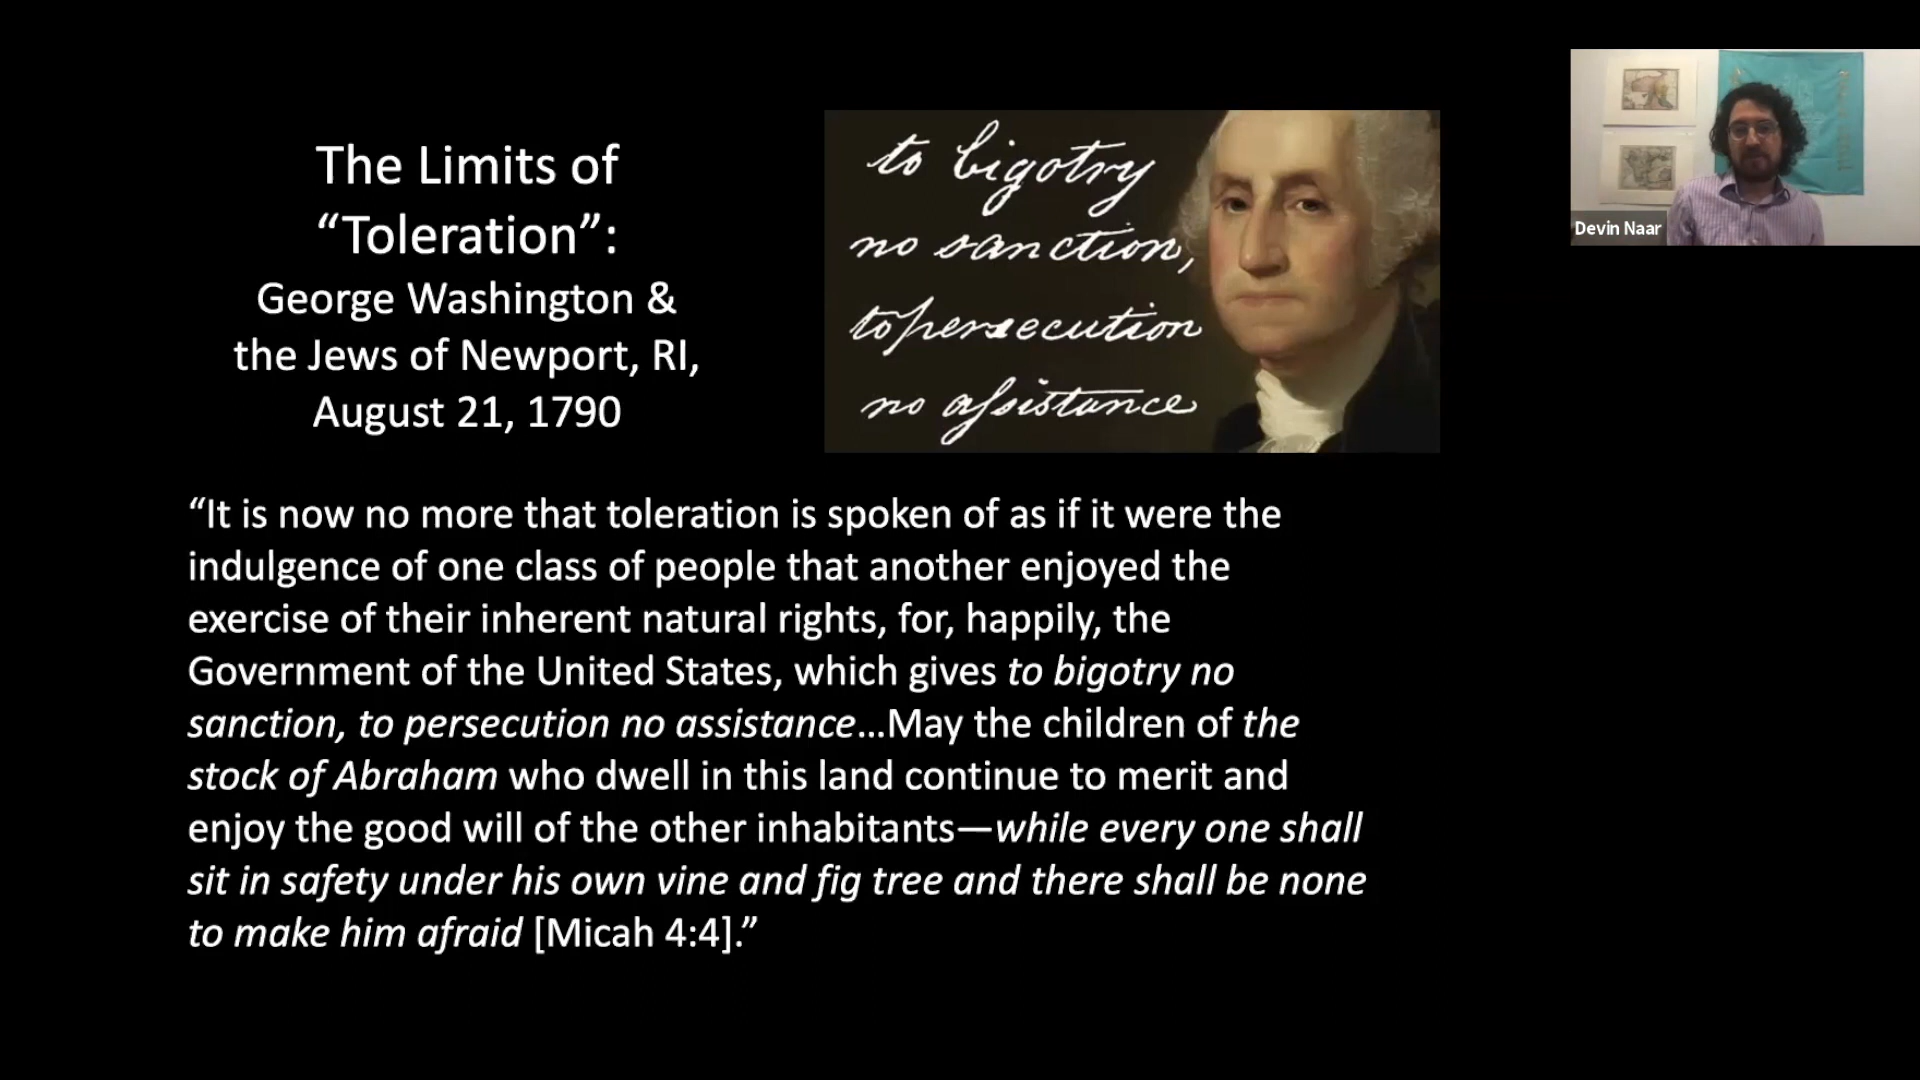 The Limits of
“Toleration”:
George Washington &
the Jews of Newport, RI,
August 21, 1790
to bigotry
no sanction,
to persecution
no assistance
Devin Naar
“It is now no more that toleration is spoken of as if it were the
indulgence of one class of people that another enjoyed the
exercise of their inherent natural rights, for, happily, the
Government of the United States, which gives to bigotry no
sanction, to persecution no assistance…May the children of the
stock of Abraham who dwell in this land continue to merit and
enjoy the good will of the other inhabitants—while every one shall
sit in safety under his own vine and fig tree and there shall be none
to make him afraid [Micah 4:4].”